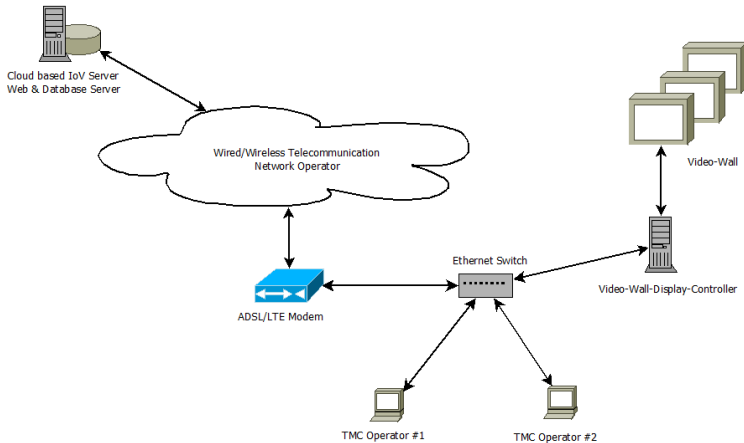 Cloud based IoV Server
Web & Database Server
Wired/Wireless Telecommunication
Network Operator
Video-Wall
Ethernet Switch
Video-Wall-Display-Controller
ADSL/LTE Modem
TMC Operator #1
TMC Operator #2